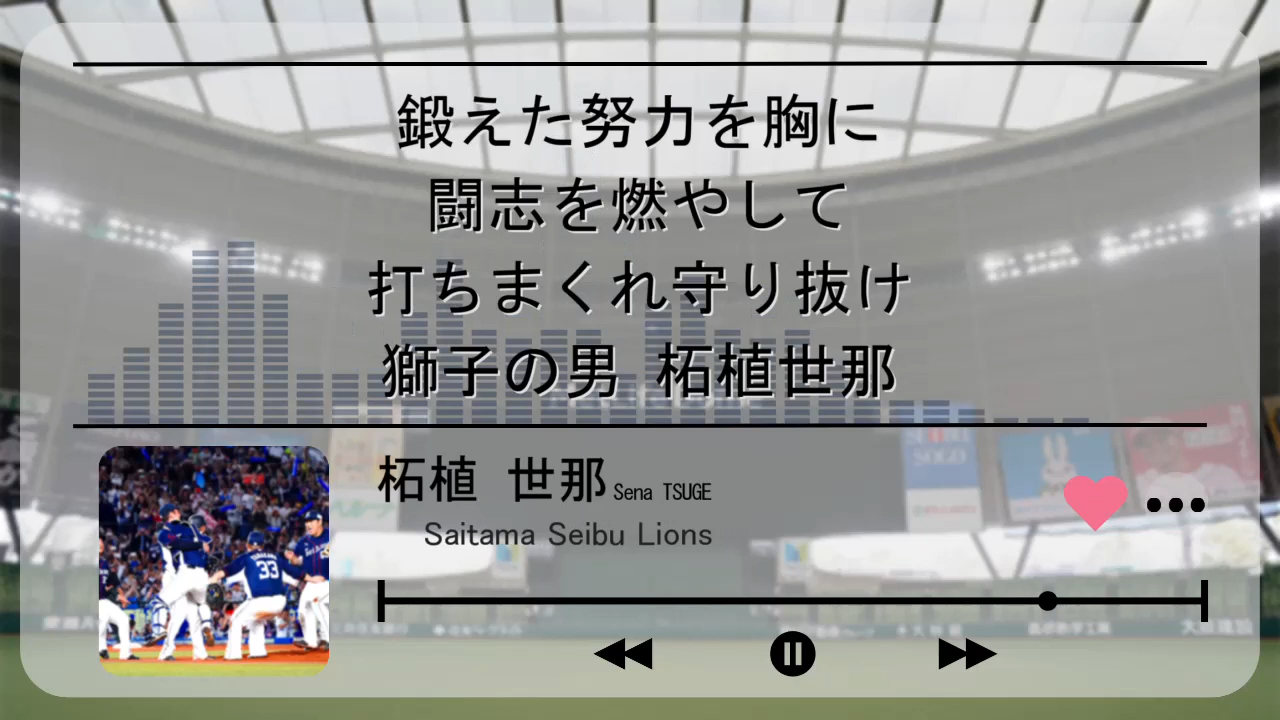 鍛えた努力を胸に
闘志を燃やして
打ちまくれ守り抜け
獅子の男 柘植世那
柘植 世那 Sena TSUGE
Saitama Seibu Lions
33